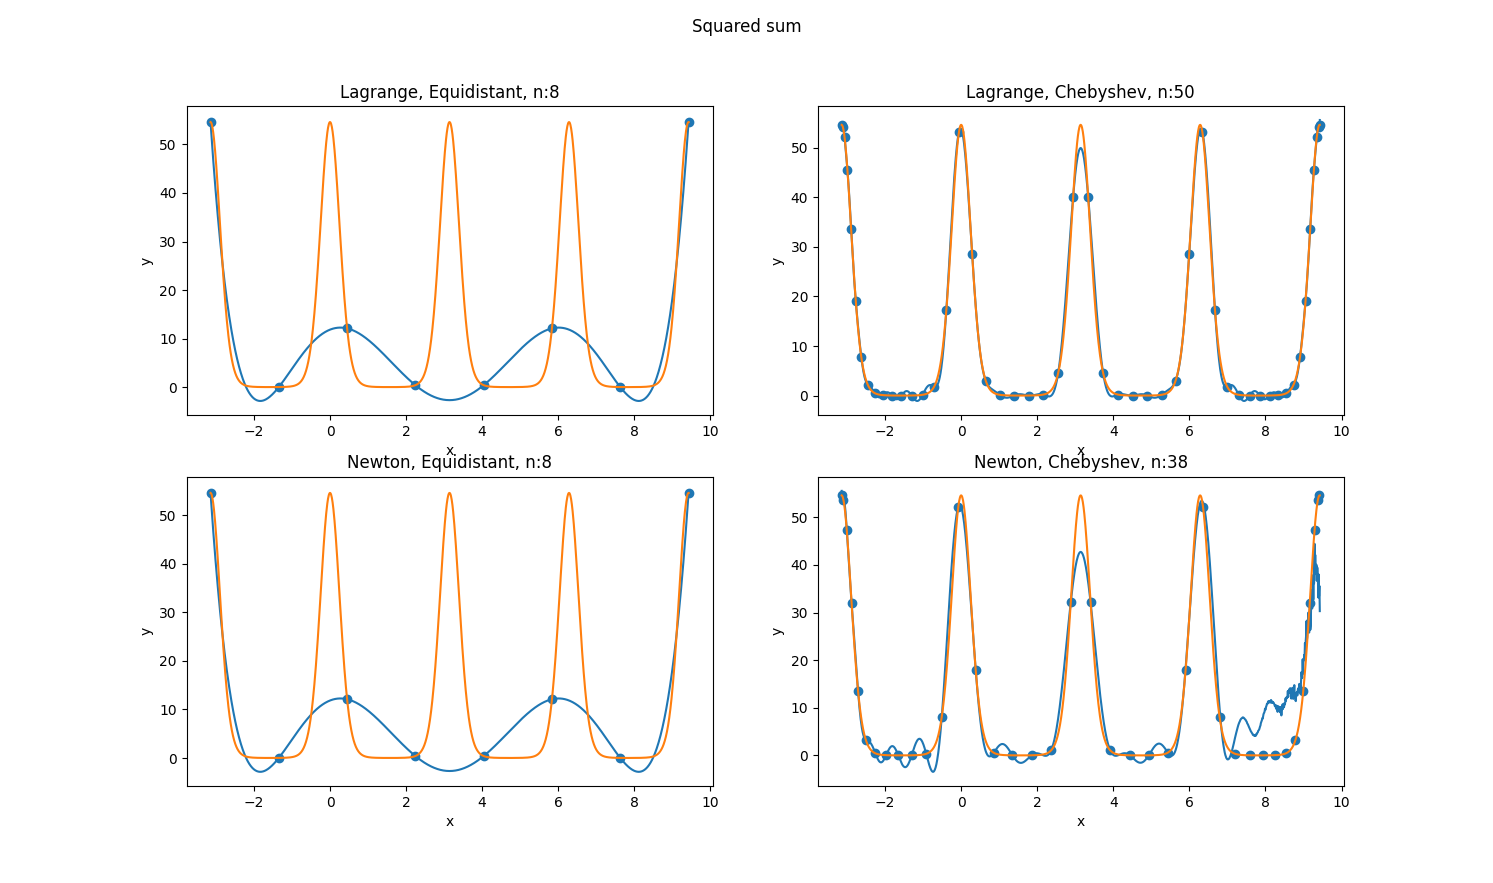 Squared sum
Lagrange, Equidistant, n:8
50
40
30
20
10
0
y
−2 0 2 4 6 8 10
x
Lagrange, Chebyshev, n:50
50
40
30
20
10
0
y
−2 0 2 4 6 8 10
x
Newton, Equidistant, n:8
50
40
30
20
10
0
y
−2 0 2 4 6 8 10
x
Newton, Chebyshev, n:38
50
40
30
20
10
0
y
−2 0 2 4 6 8 10
x